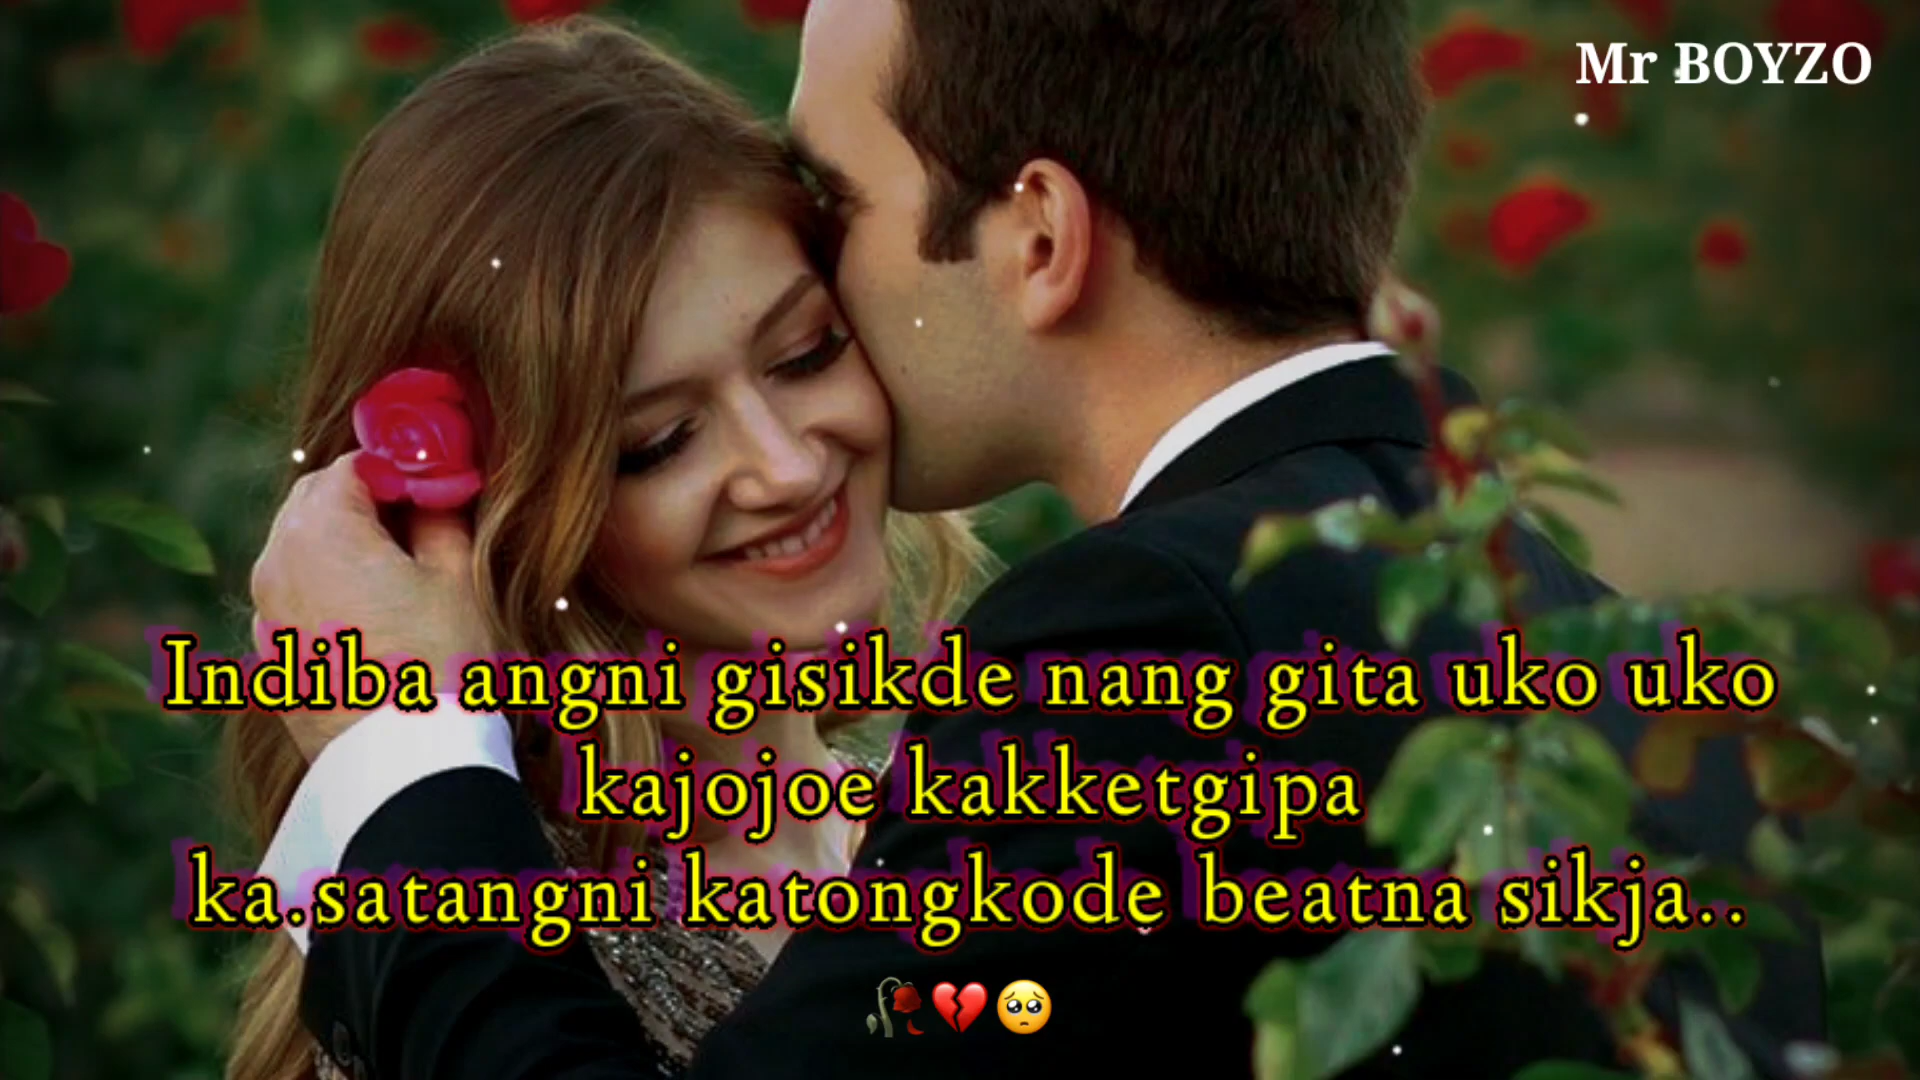 Mr BOYZO
Indiba angni gisikde nang gita uko uko
kajojoe kakketgipa
ka.satangni katongkode beatna sikja..
🥀💔🥺